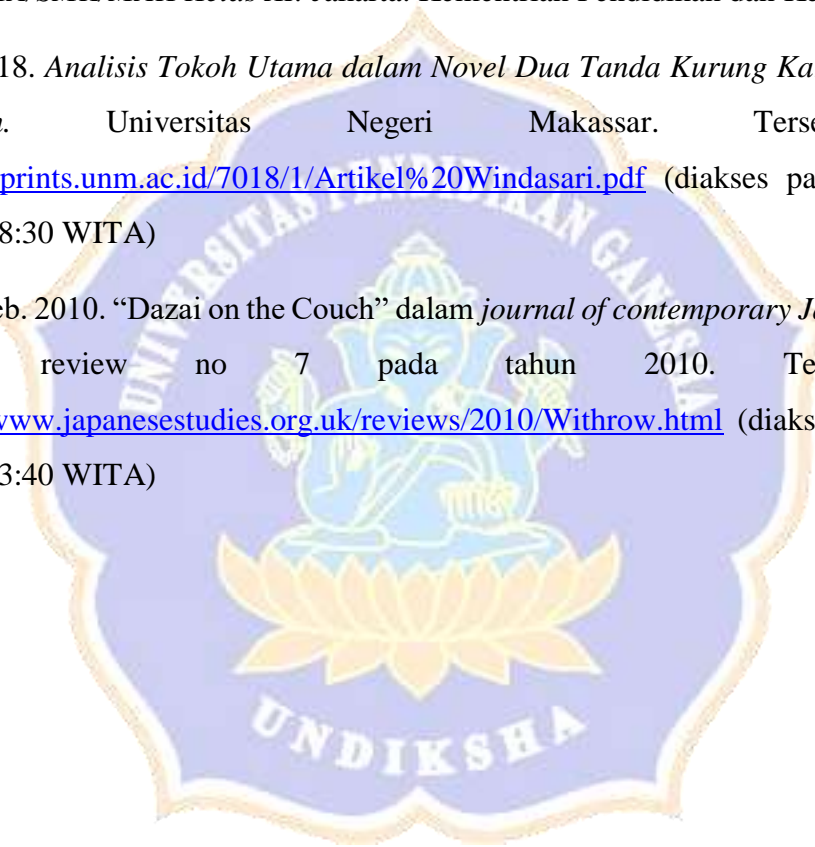 18. Analisis Tokoh Utama dalam Novel Dua Tanda Kurung Ka
Universitas Negeri Makassar. Terse
prints.unm.ac.id/7018/1/Artikel%20Windasari.pdf (diakses pa
8:30 WITA)
eb. 2010. “Dazai on the Couch” dalam journal of contemporary J
review no 7 pada tahun 2010. Te
www.japanesestudies.org.uk/reviews/2010/Withrow.html (diaks
3:40 WITA)
UNIVERSITAS PENDIDIKAN GANESHA
UNDIKSHA